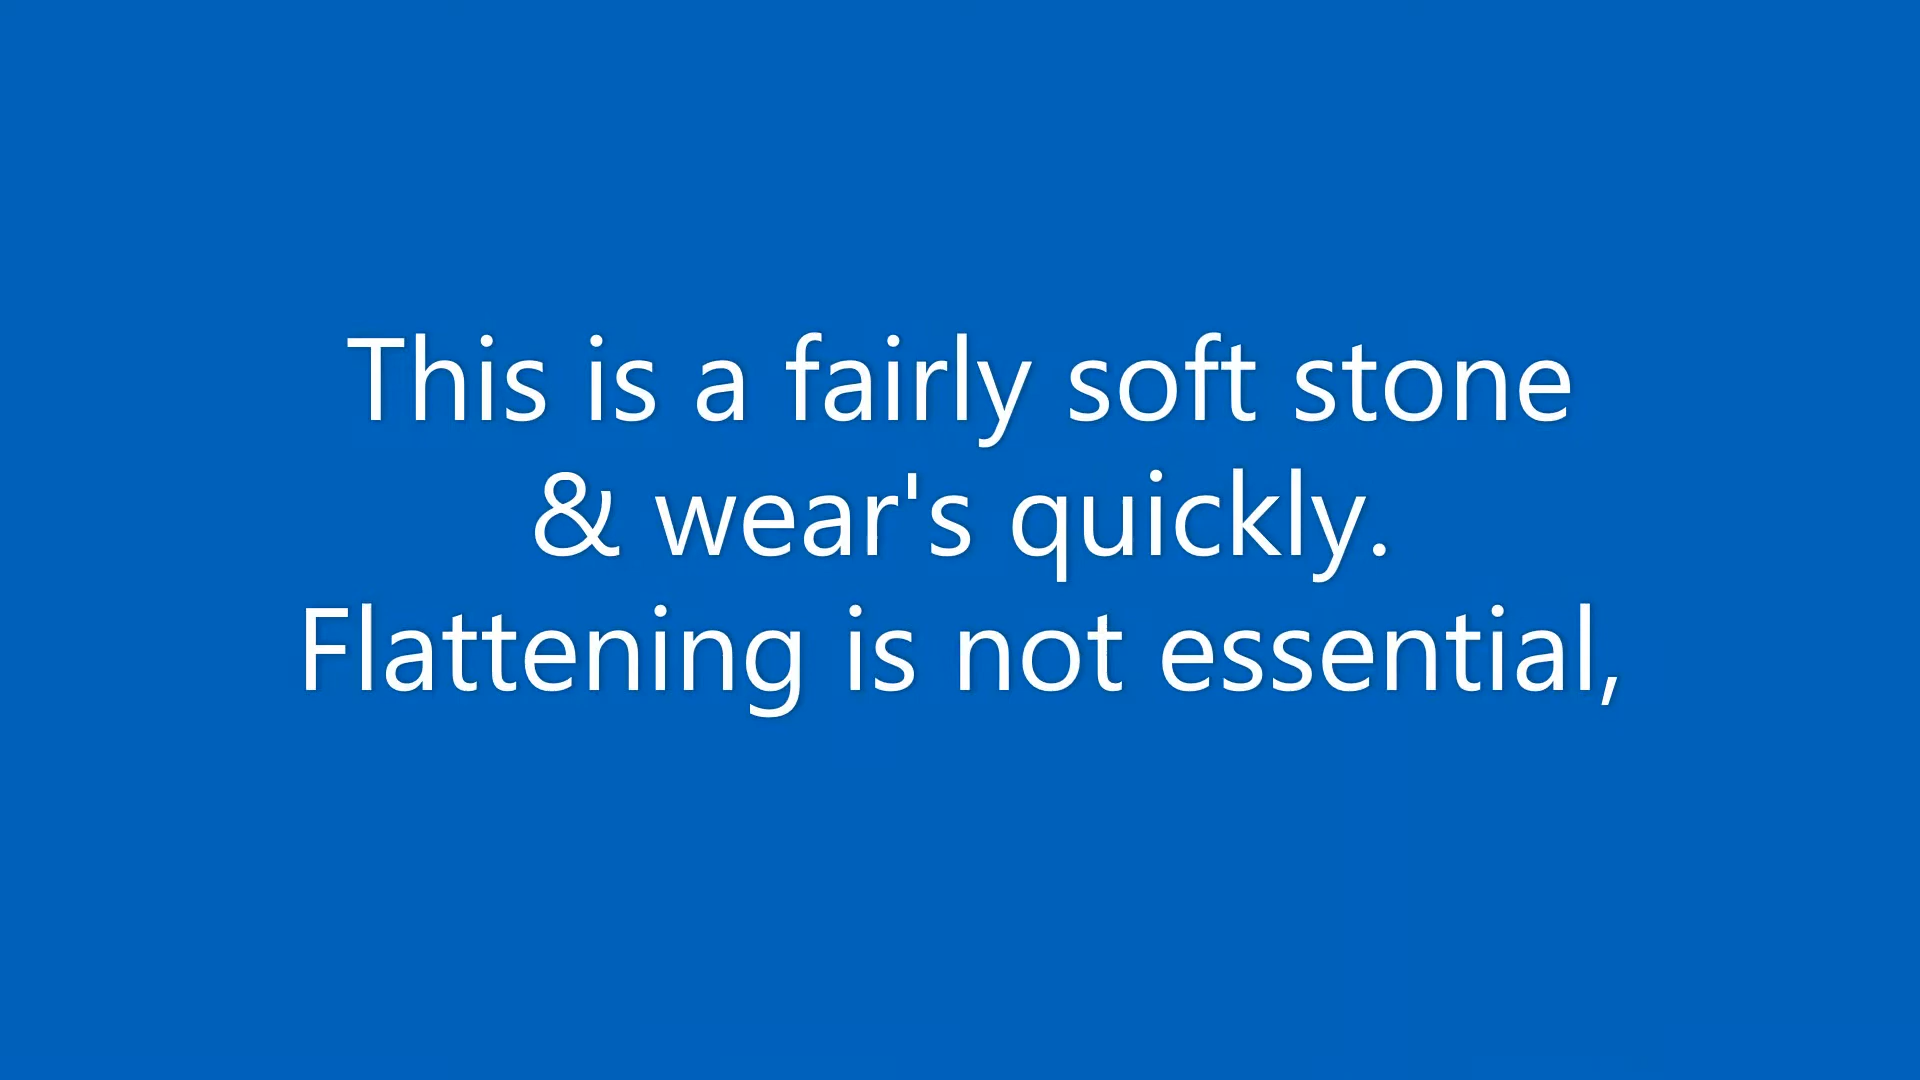 This is a fairly soft stone
& wear's quickly.
Flattening is not essential,